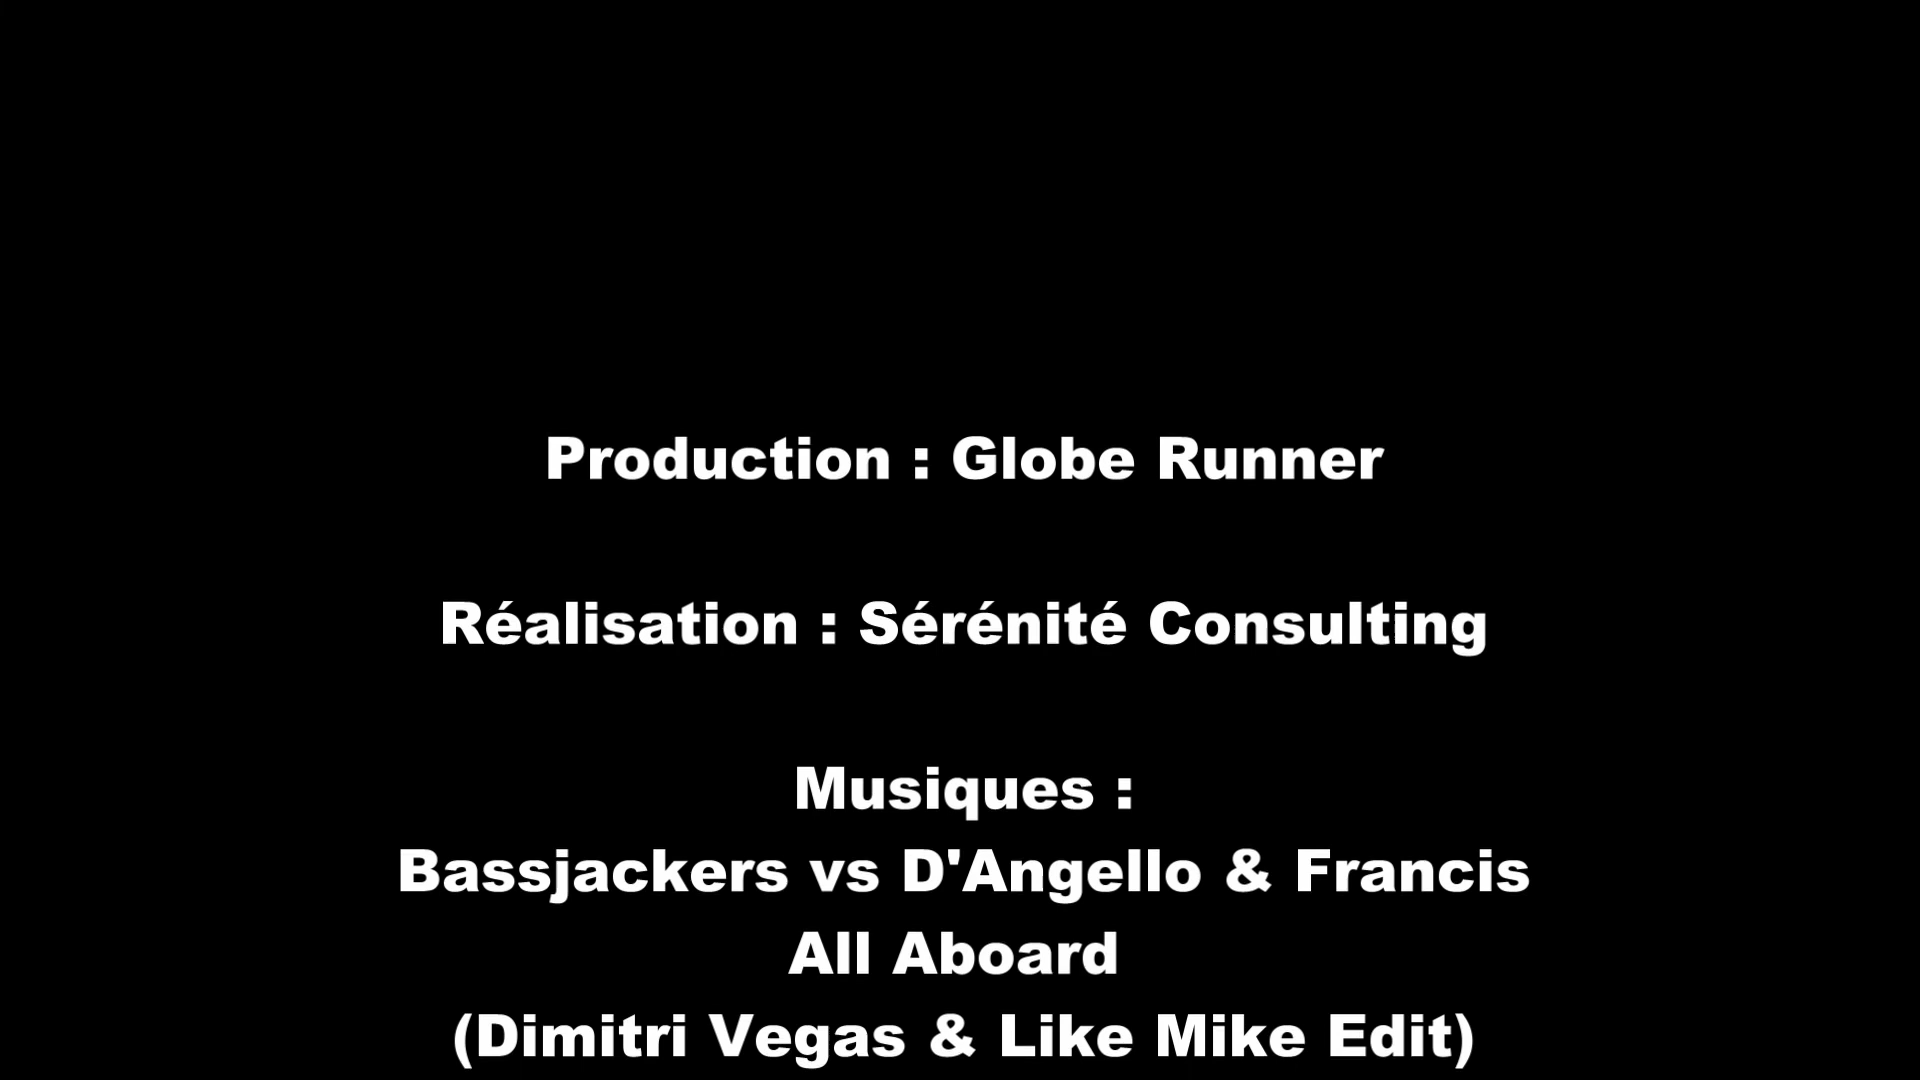 Production : Globe Runner
Réalisation : Sérénité Consulting
Musiques :
Bassjackers vs D'Angello & Francis
All Aboard
(Dimitri Vegas & Like Mike Edit)